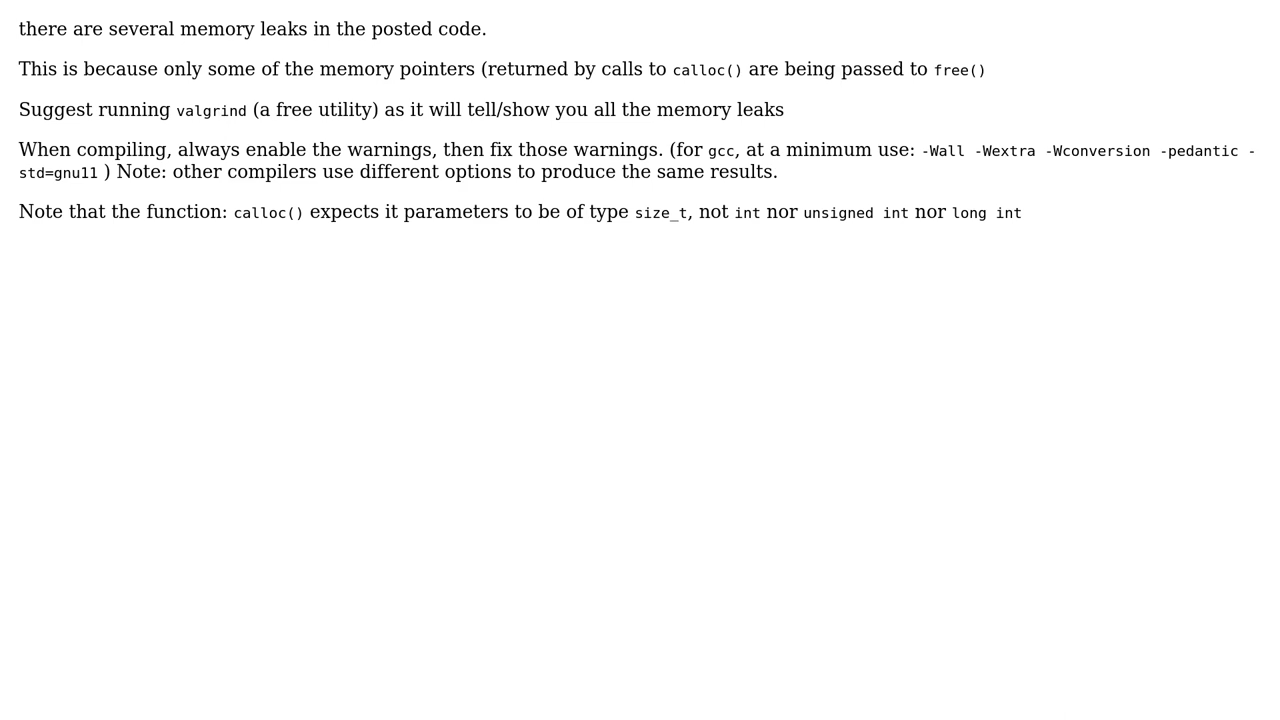 there are several memory leaks in the posted code.
This is because only some of the memory pointers (returned by calls to calloc() are being passed to free()
Suggest running valgrind (a free utility) as it will tell/show you all the memory leaks
When compiling, always enable the warnings, then fix those warnings. (for gcc, at a minimum use: -Wall -Wextra -Wconversion -pedantic -
std=gnu11 ) Note: other compilers use different options to produce the same results.
Note that the function: calloc() expects it parameters to be of type size_t, not int nor unsigned int nor long int